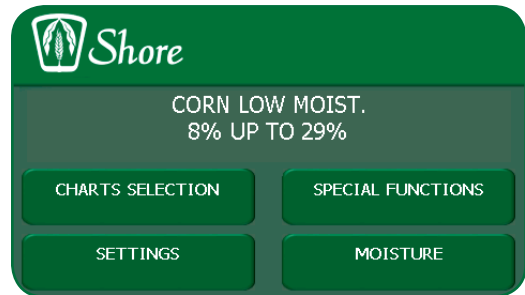 Shore
CORN LOW MOIST.
8% UP TO 29%
CHARTS SELECTION
SPECIAL FUNCTIONS
SETTINGS
MOISTURE